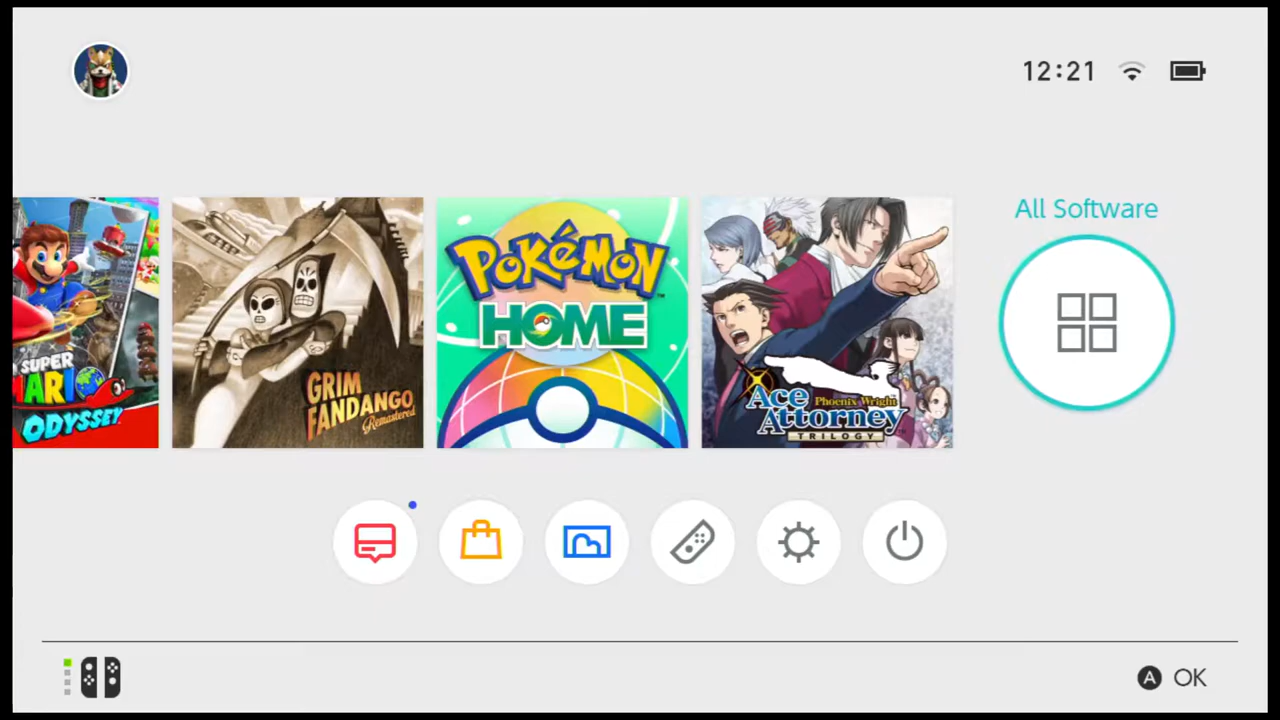 12:21
All Software
SUPER
MARIO
ODYSSEY
GRIM
FANDANGO
Remastered
POKéMON
HOME
Phoenix Wright
Ace
Attorney
TRILOGY
A OK